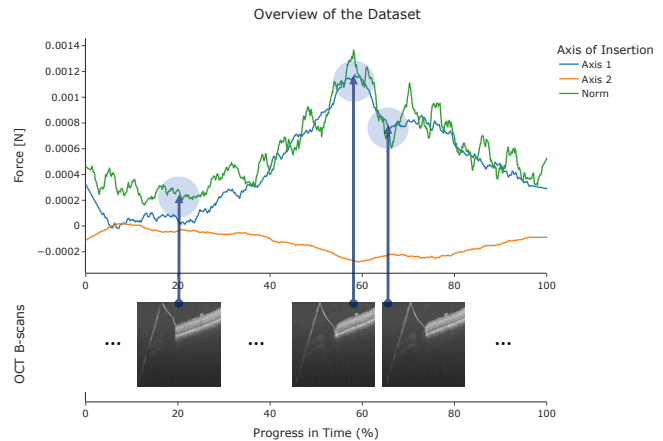 Overview of the Dataset
Axis of Insertion
Axis 1
Axis 2
Norm
Force [N]
0.0014
0.0012
0.001
0.0008
0.0006
0.0004
0.0002
0
−0.0002
0 20 40 60 80 100
OCT B-scans
... ... ...
0 20 40 60 80 100
Progress in Time (%)